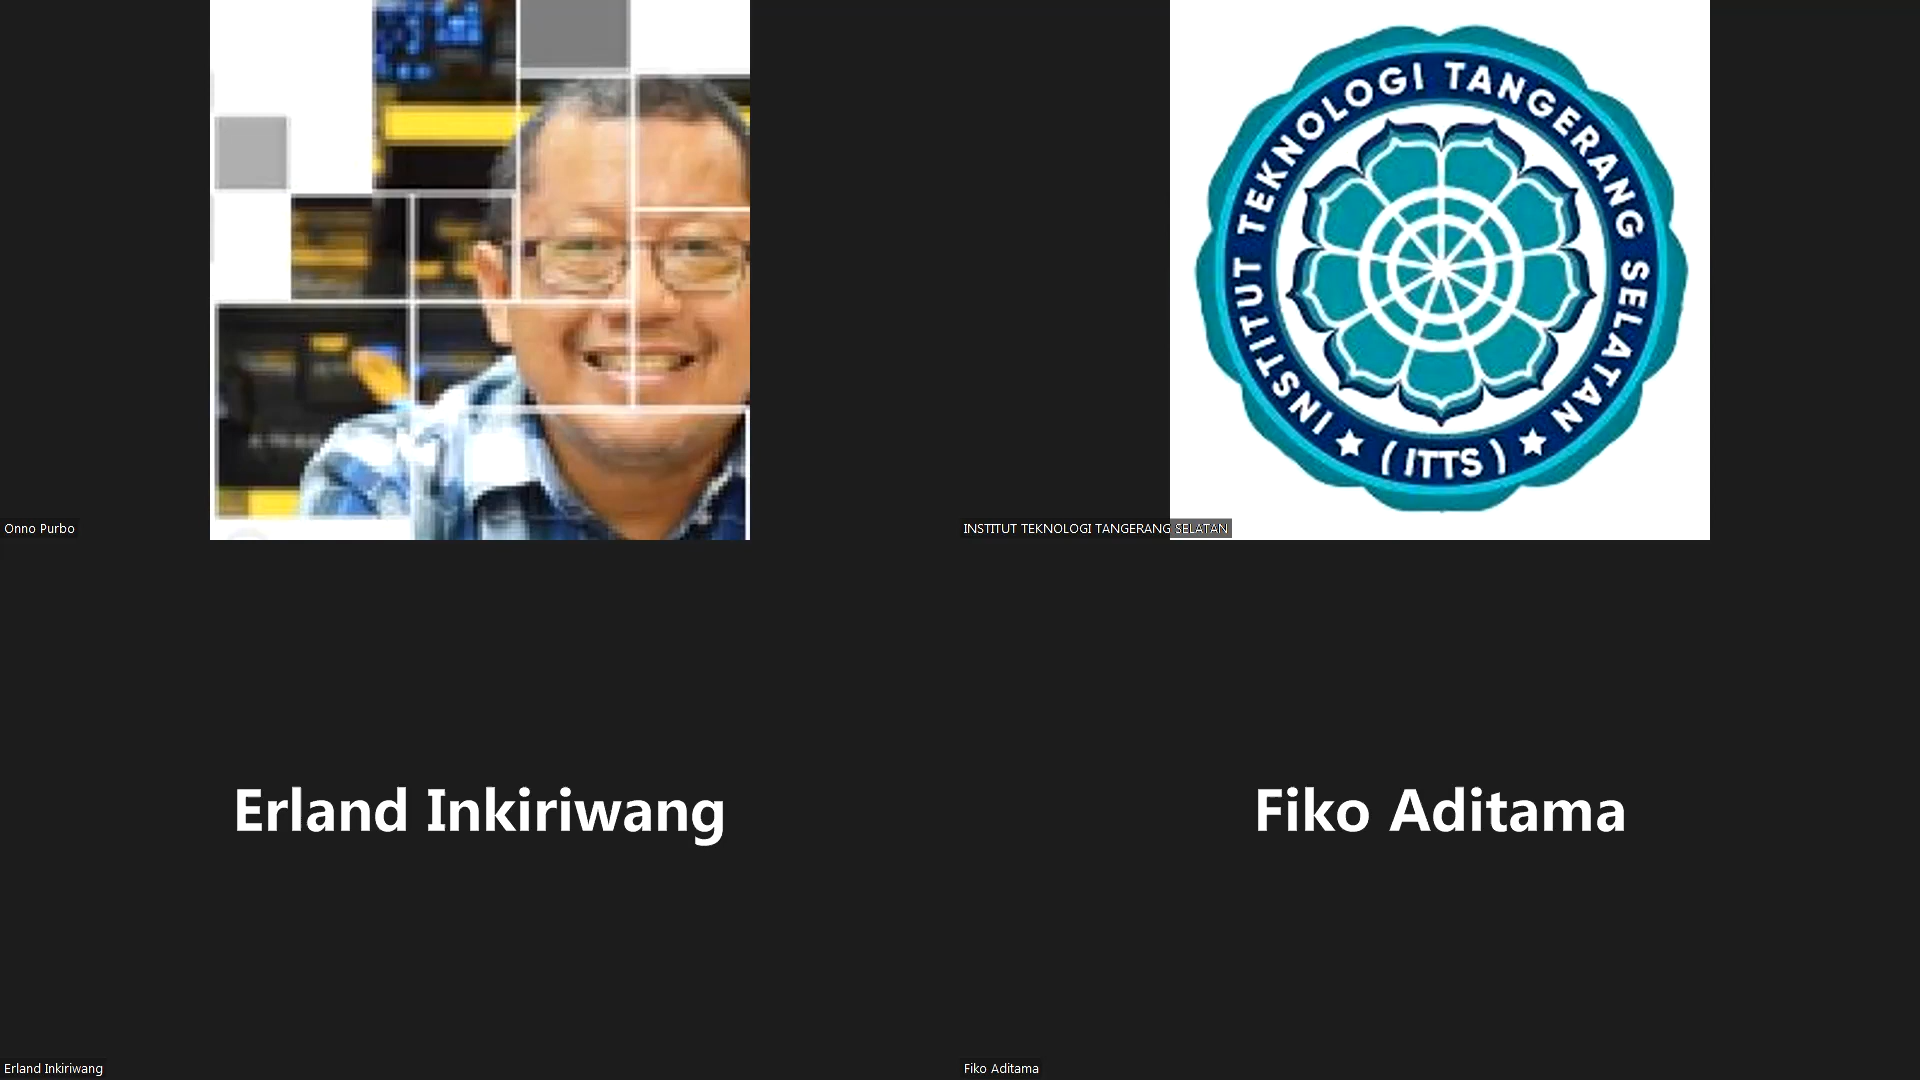 Onno Purbo
INSTITUT TEKNOLOGI TANGERANG SELATAN
( ITTS )
INSTITUT TEKNOLOGI TANGERANG SELATAN
Erland Inkiriwang
Fiko Aditama
Erland Inkiriwang
Fiko Aditama